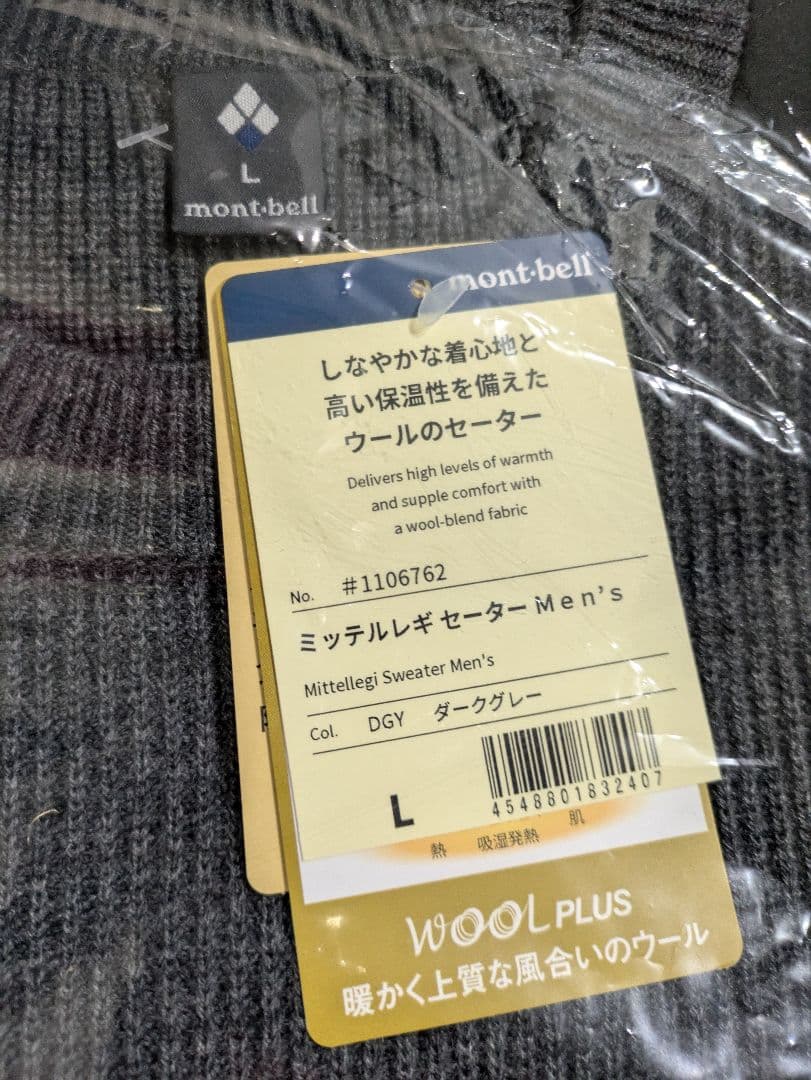 L
mont·bell
mont·bell
しなやかな着心地と
高い保温性を備えた
ウールのセーター
Delivers high levels of warmth
and supple comfort with
a wool-blend fabric
No. #1106762
ミッテルレギ セーター Men's
Mittellegi Sweater Men's
Col. DGY ダークグレー
L
4548801832407
熱 吸湿発熱 肌
WOOL PLUS
暖かく上質な風合いのウール